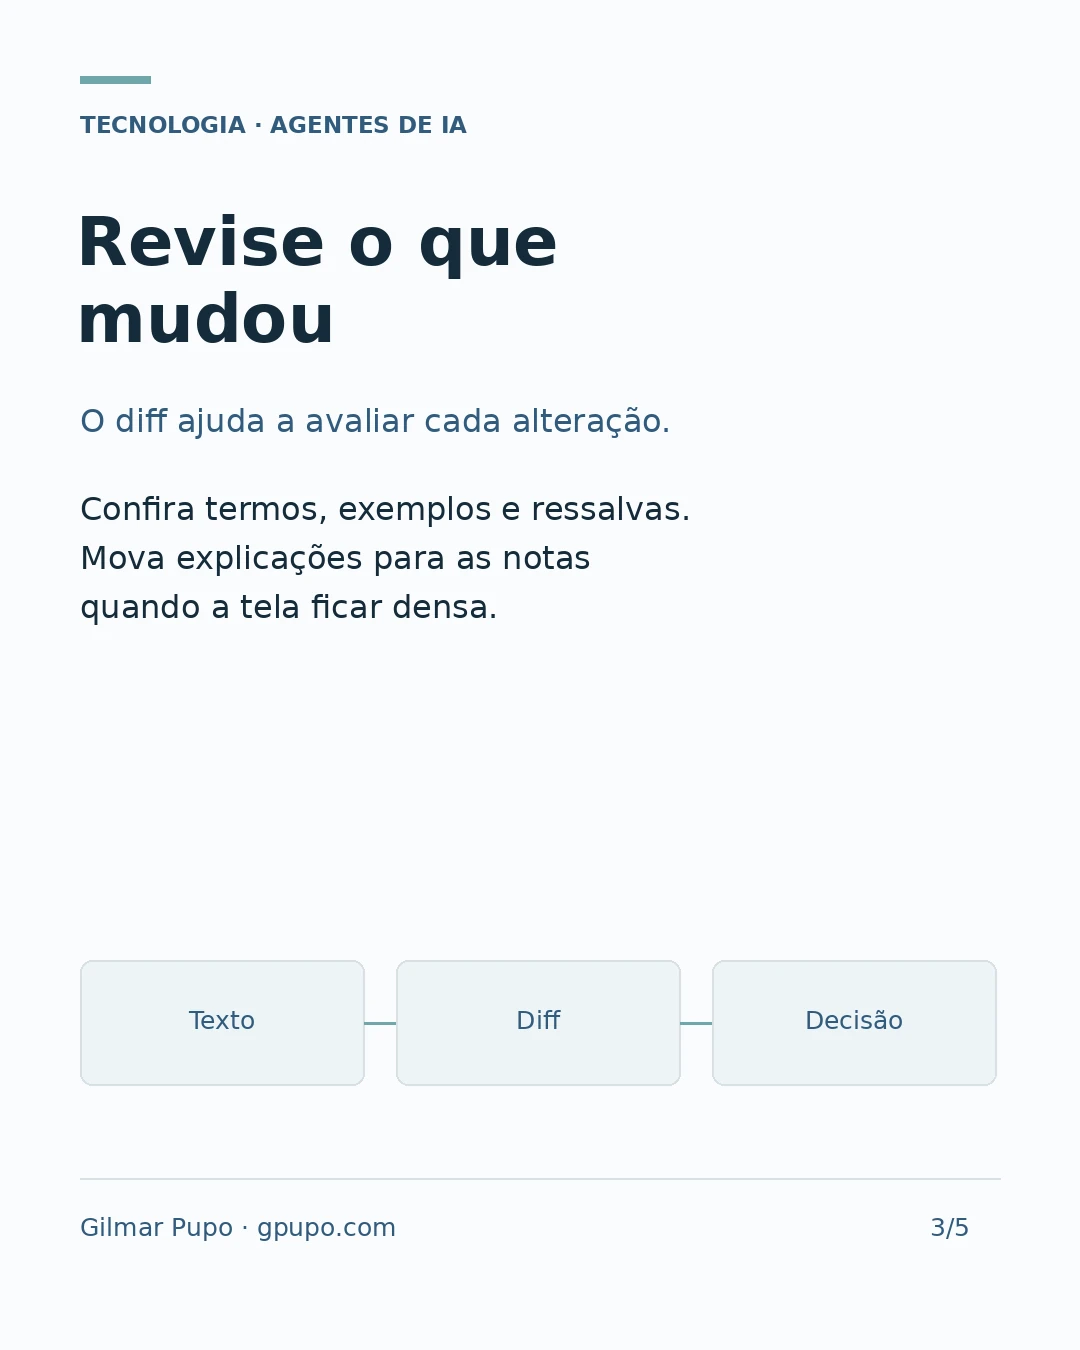 TECNOLOGIA · AGENTES DE IA
Revise o que
mudou
O diff ajuda a avaliar cada alteração.
Confira termos, exemplos e ressalvas.
Mova explicações para as notas
quando a tela ficar densa.
Texto
Diff
Decisão
Gilmar Pupo · gpupo.com
3/5